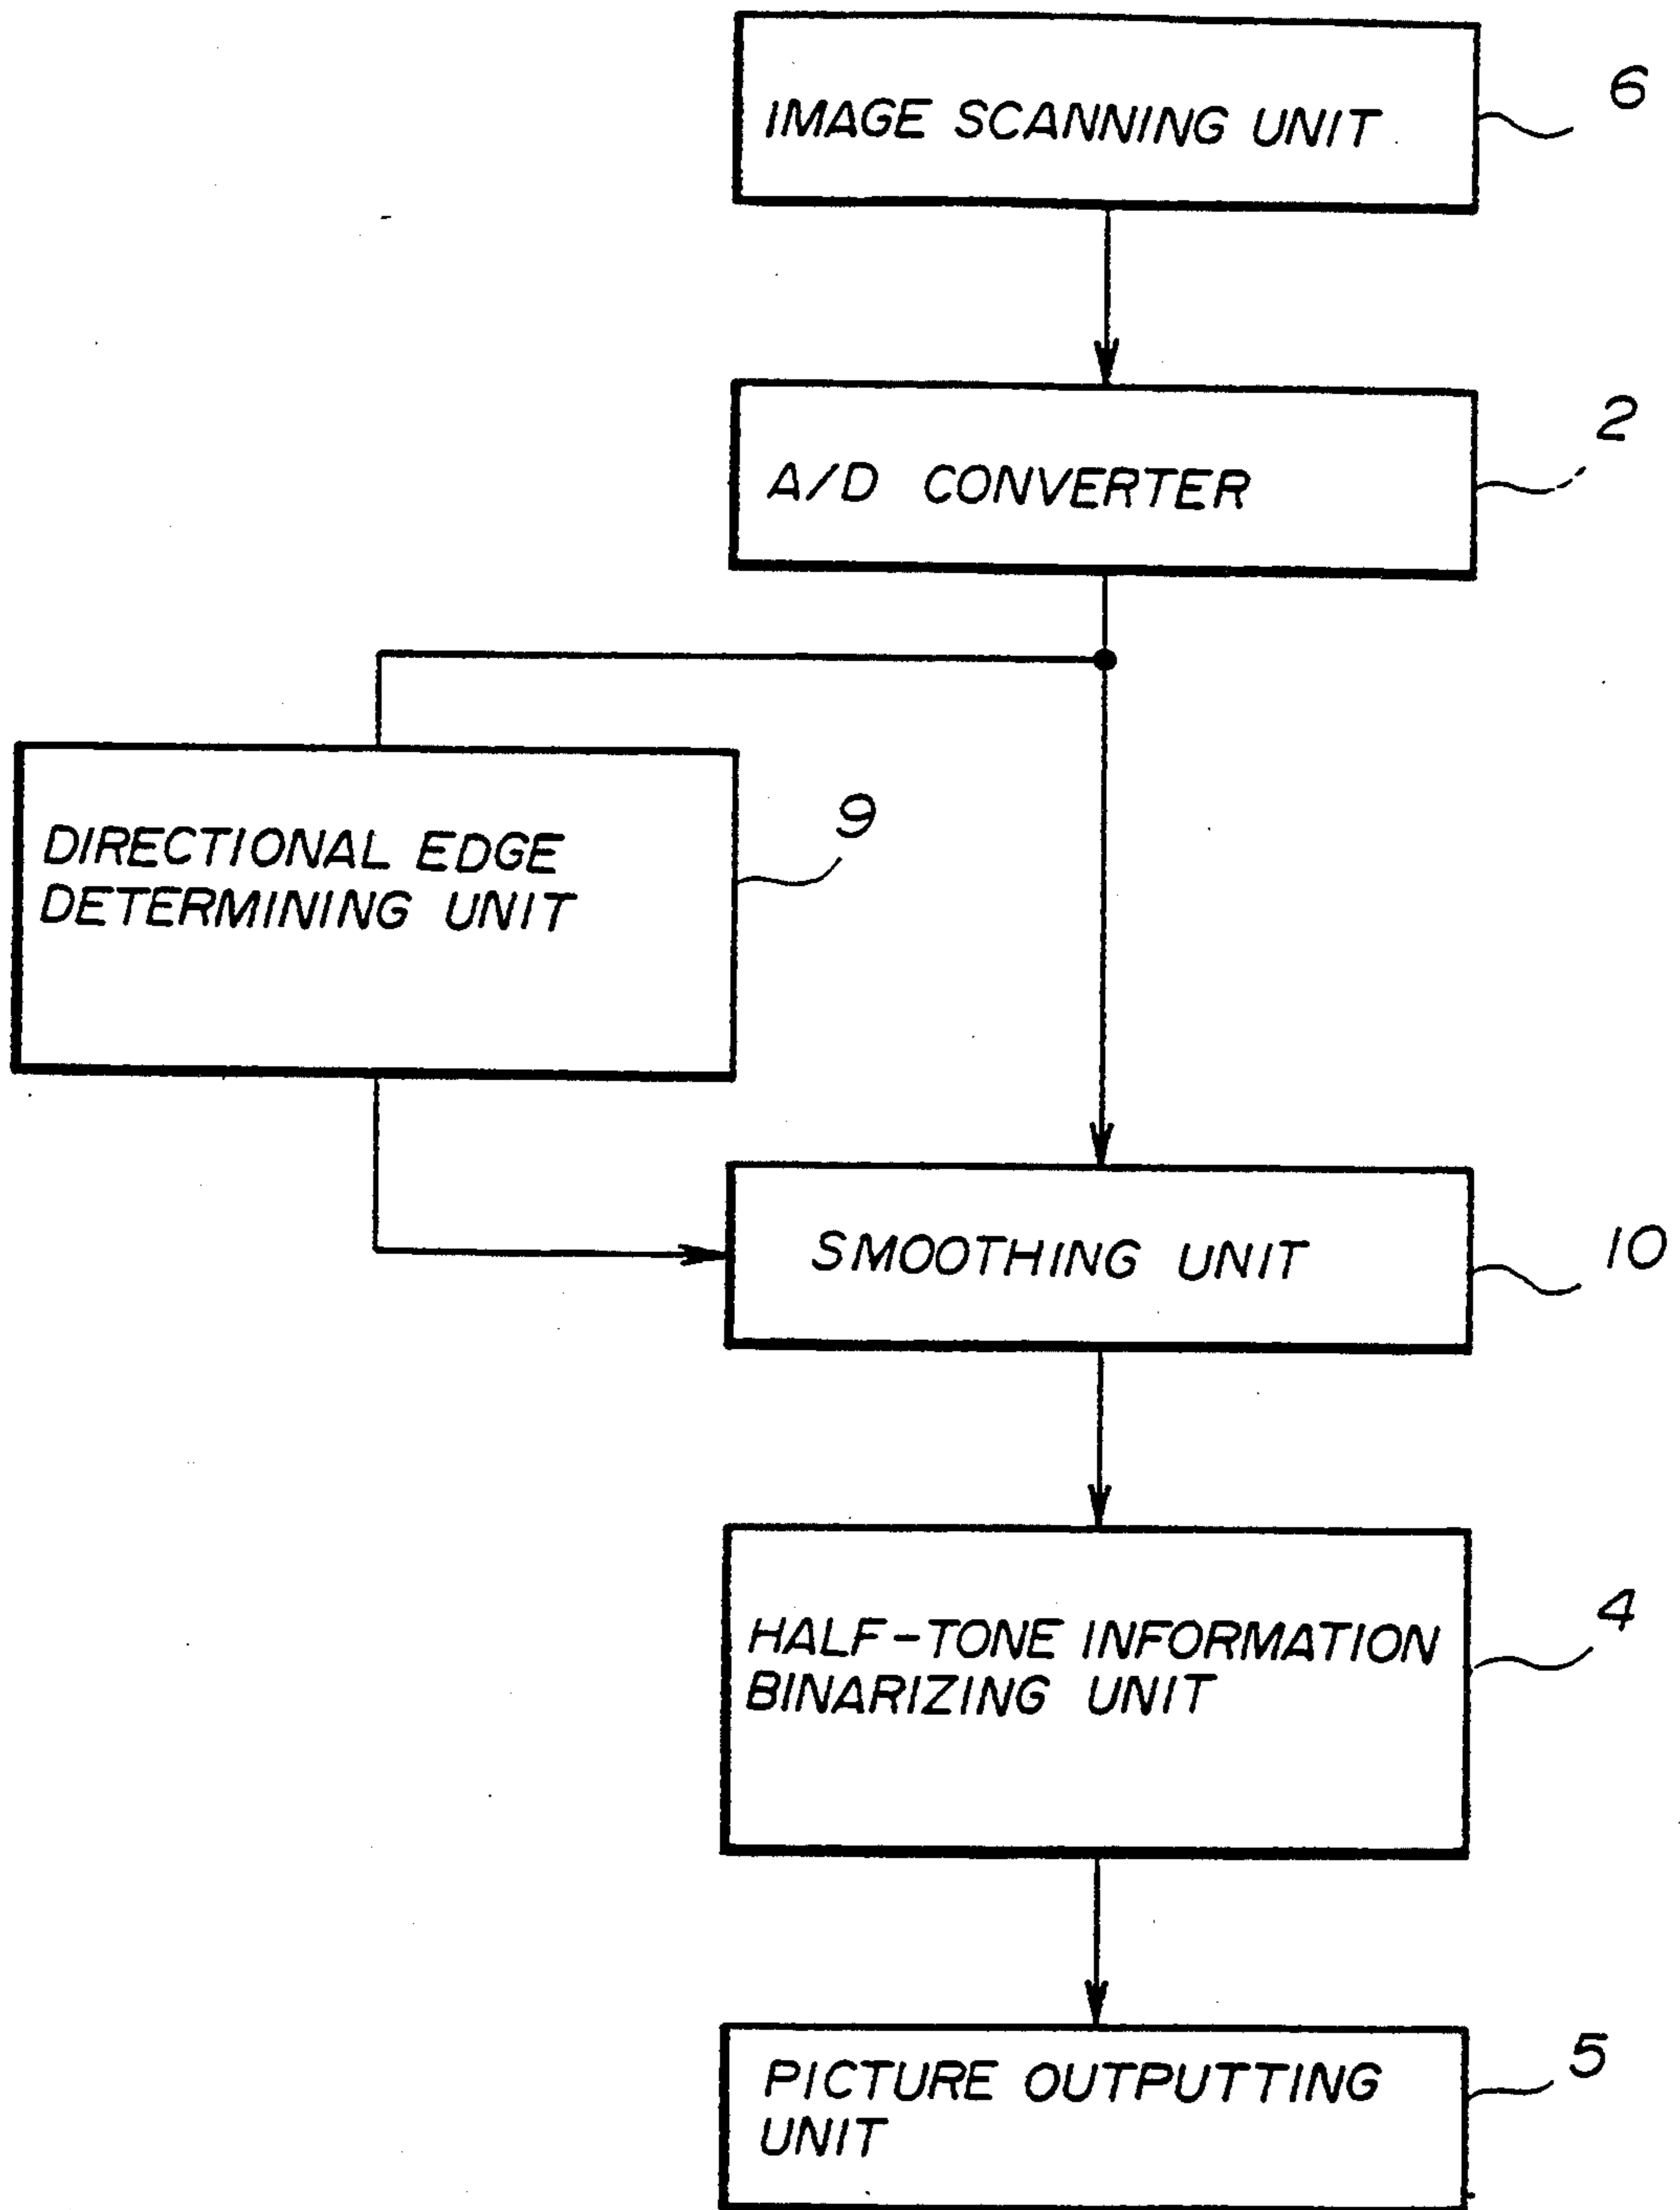 IMAGE SCANNING UNIT
6
A/D CONVERTER
2
DIRECTIONAL EDGE
DETERMINING UNIT
9
SMOOTHING UNIT
10
HALF-TONE INFORMATION
BINARIZING UNIT
4
PICTURE OUTPUTTING
UNIT
5